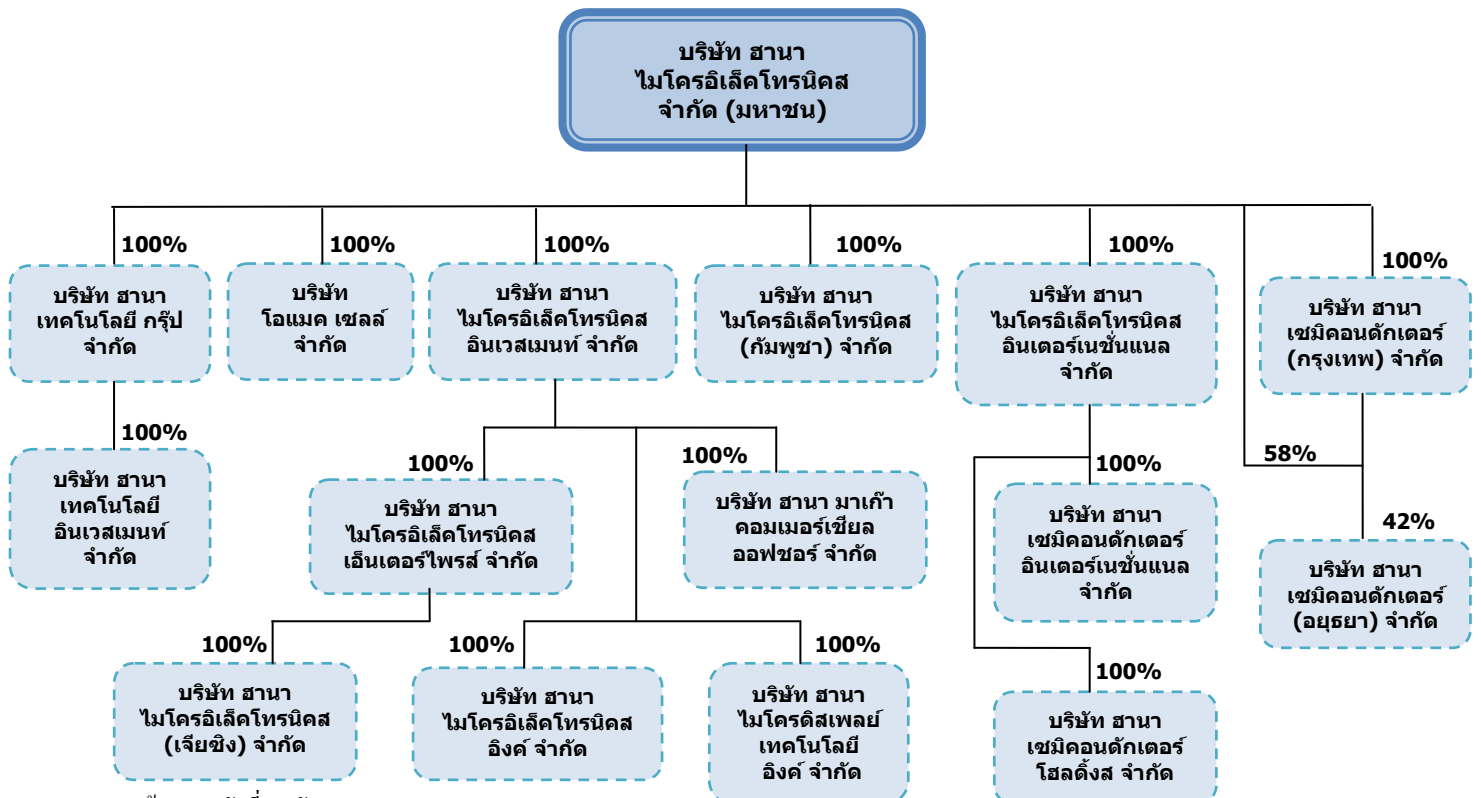 บริษัท ฮานา
ไมโครอิเล็คโทรนิคส
จำกัด (มหาชน)
100%
100%
100%
100%
100%
100%
บริษัท ฮานา
เทคโนโลยี กรุ๊ป
จำกัด
บริษัท
โอแมค เซลล์
จำกัด
บริษัท ฮานา
ไมโครอิเล็คโทรนิคส
อินเวสเมนท์ จำกัด
บริษัท ฮานา
ไมโครอิเล็คโทรนิคส
(กัมพูชา) จำกัด
บริษัท ฮานา
ไมโครอิเล็คโทรนิคส
อินเตอร์เนชั่นแนล
จำกัด
บริษัท ฮานา
เซมิคอนดักเตอร์
(กรุงเทพ) จำกัด
100%
100%
100%
100%
58%
บริษัท ฮานา
เทคโนโลยี
อินเวสเมนท์
จำกัด
บริษัท ฮานา
ไมโครอิเล็คโทรนิคส
เอ็นเตอร์ไพรส์ จำกัด
บริษัท ฮานา มาเก๊า
คอมเมอร์เชียล
ออฟชอร์ จำกัด
บริษัท ฮานา
เซมิคอนดักเตอร์
อินเตอร์เนชั่นแนล
จำกัด
42%
บริษัท ฮานา
เซมิคอนดักเตอร์
(อยุธยา) จำกัด
100%
100%
100%
100%
บริษัท ฮานา
ไมโครอิเล็คโทรนิคส
(เจียซิง) จำกัด
บริษัท ฮานา
ไมโครอิเล็คโทรนิคส
อิงค์ จำกัด
บริษัท ฮานา
ไมโครดิสเพลย์
เทคโนโลยี
อิงค์ จำกัด
บริษัท ฮานา
เซมิคอนดักเตอร์
โฮลดิ้งส จำกัด